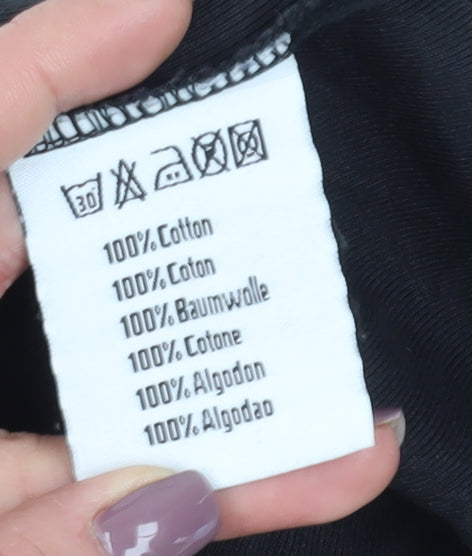 30°
100% Cotton
100% Coton
100% Baumwolle
100% Cotone
100% Algodon
100% Algodao